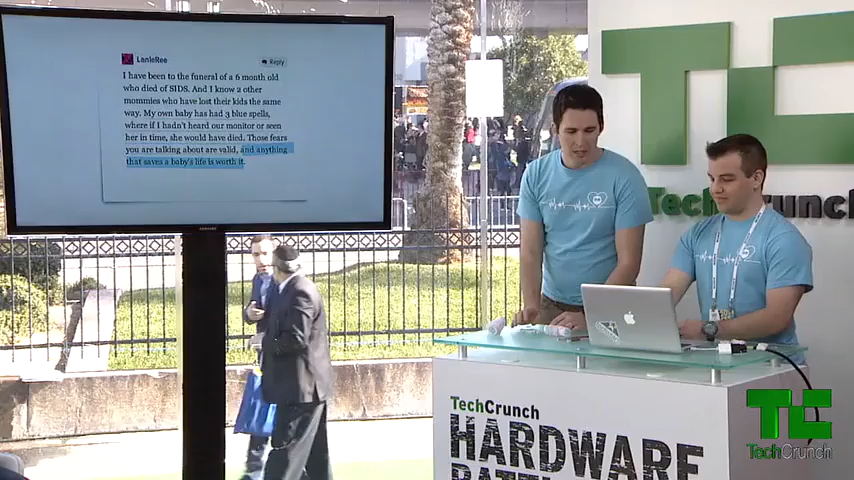 LanieRee
Reply
I have been to the funeral of a 6 month old
who died of SIDS. And I know 2 other
mommies who have lost their kids the same
way. My own baby has had 3 blue spells,
where if I hadn't heard our monitor or seen
her in time, she would have died. Those fears
you are talking about are valid, and anything
that saves a baby's life is worth it.
SAMSUNG
TC
TechCrunch
TechCrunch
HARDWARE
TC
TechCrunch